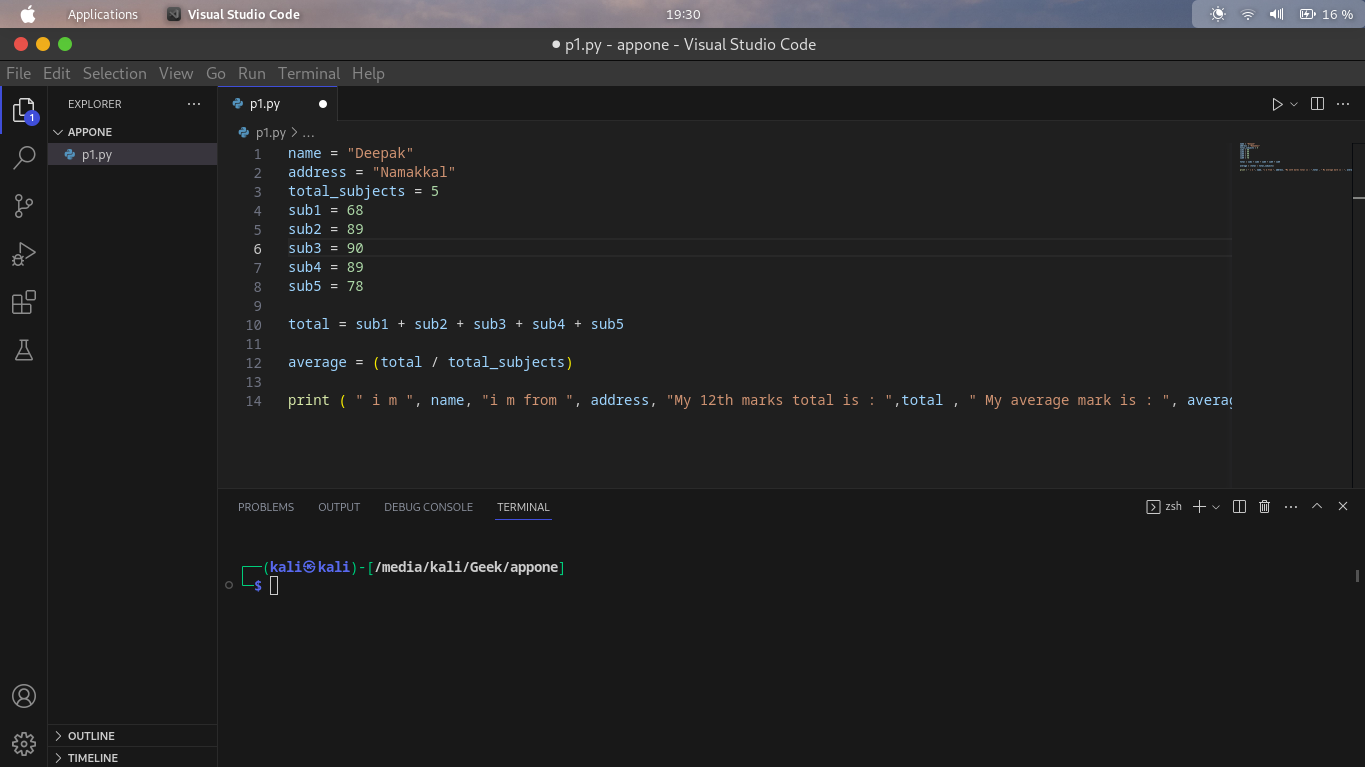 Applications Visual Studio Code 19:30 16 %
p1.py - appone - Visual Studio Code
File Edit Selection View Go Run Terminal Help
EXPLORER
APPONE
p1.py
1
p1.py
p1.py > ...
1 name = "Deepak"
2 address = "Namakkal"
3 total_subjects = 5
4 sub1 = 68
5 sub2 = 89
6 sub3 = 90
7 sub4 = 89
8 sub5 = 78
9
10 total = sub1 + sub2 + sub3 + sub4 + sub5
11
12 average = (total / total_subjects)
13
14 print ( " i m ", name, "i m from ", address, "My 12th marks total is : ",total , " My average mark is : ", averag
PROBLEMS OUTPUT DEBUG CONSOLE TERMINAL zsh
(kali㉿kali)-[/media/kali/Geek/appone]
$
OUTLINE
TIMELINE